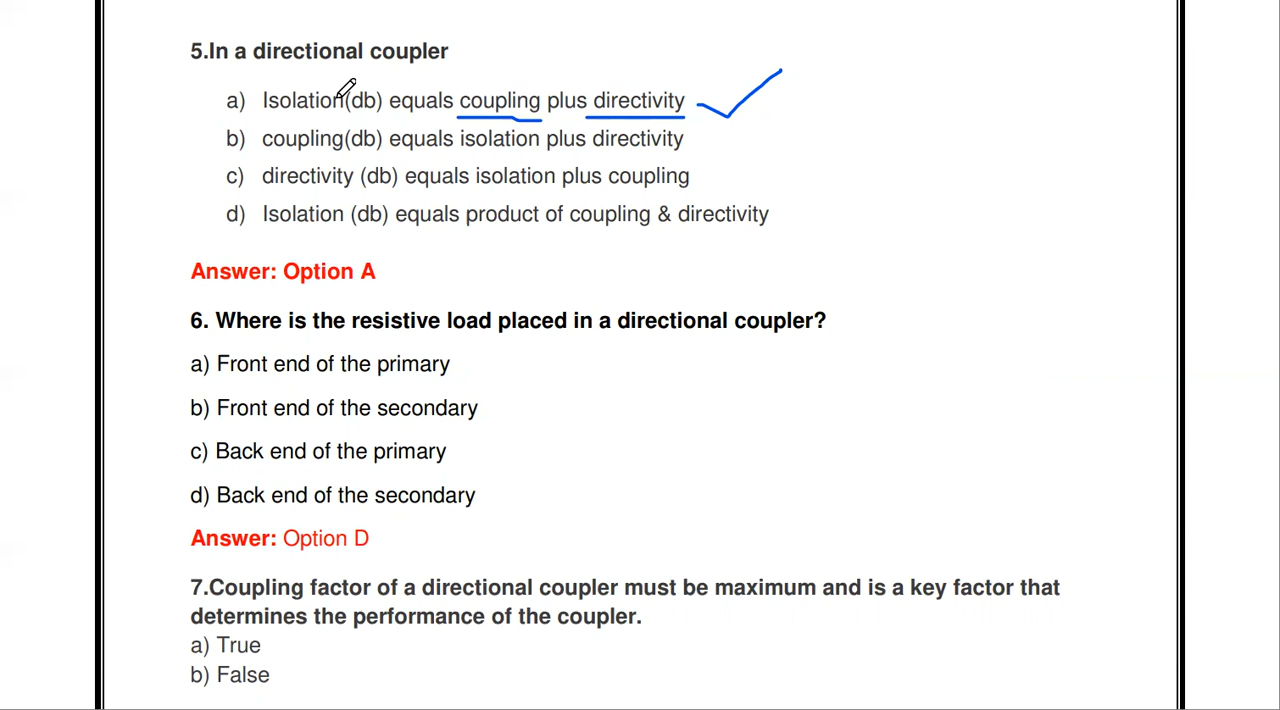 5.In a directional coupler
a) Isolation(db) equals coupling plus directivity
b) coupling(db) equals isolation plus directivity
c) directivity (db) equals isolation plus coupling
d) Isolation (db) equals product of coupling & directivity
Answer: Option A
6. Where is the resistive load placed in a directional coupler?
a) Front end of the primary
b) Front end of the secondary
c) Back end of the primary
d) Back end of the secondary
Answer: Option D
7.Coupling factor of a directional coupler must be maximum and is a key factor that
determines the performance of the coupler.
a) True
b) False